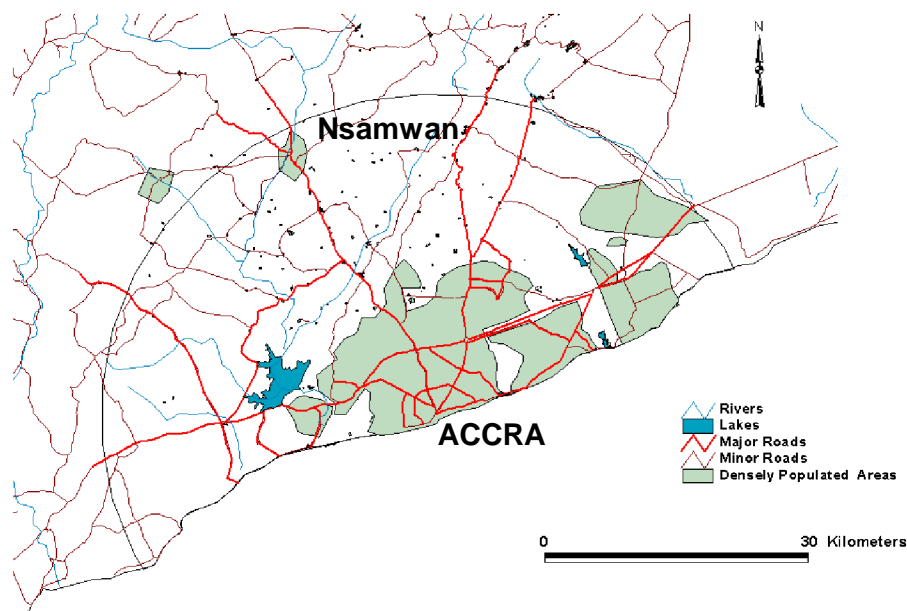 N
Nsamwan
ACCRA
Rivers
Lakes
Major Roads
Minor Roads
Densely Populated Areas
0 30 Kilometers